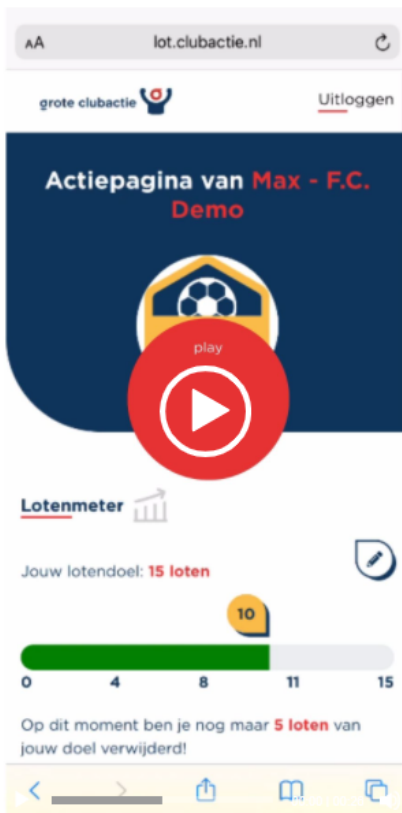 AA lot.clubactie.nl
grote clubactie Uitloggen
Actiepagina van Max - F.C.
Demo
play
Lotenmeter
Jouw lotendoel: 15 loten
10
0 4 8 11 15
Op dit moment ben je nog maar 5 loten van
jouw doel verwijderd!